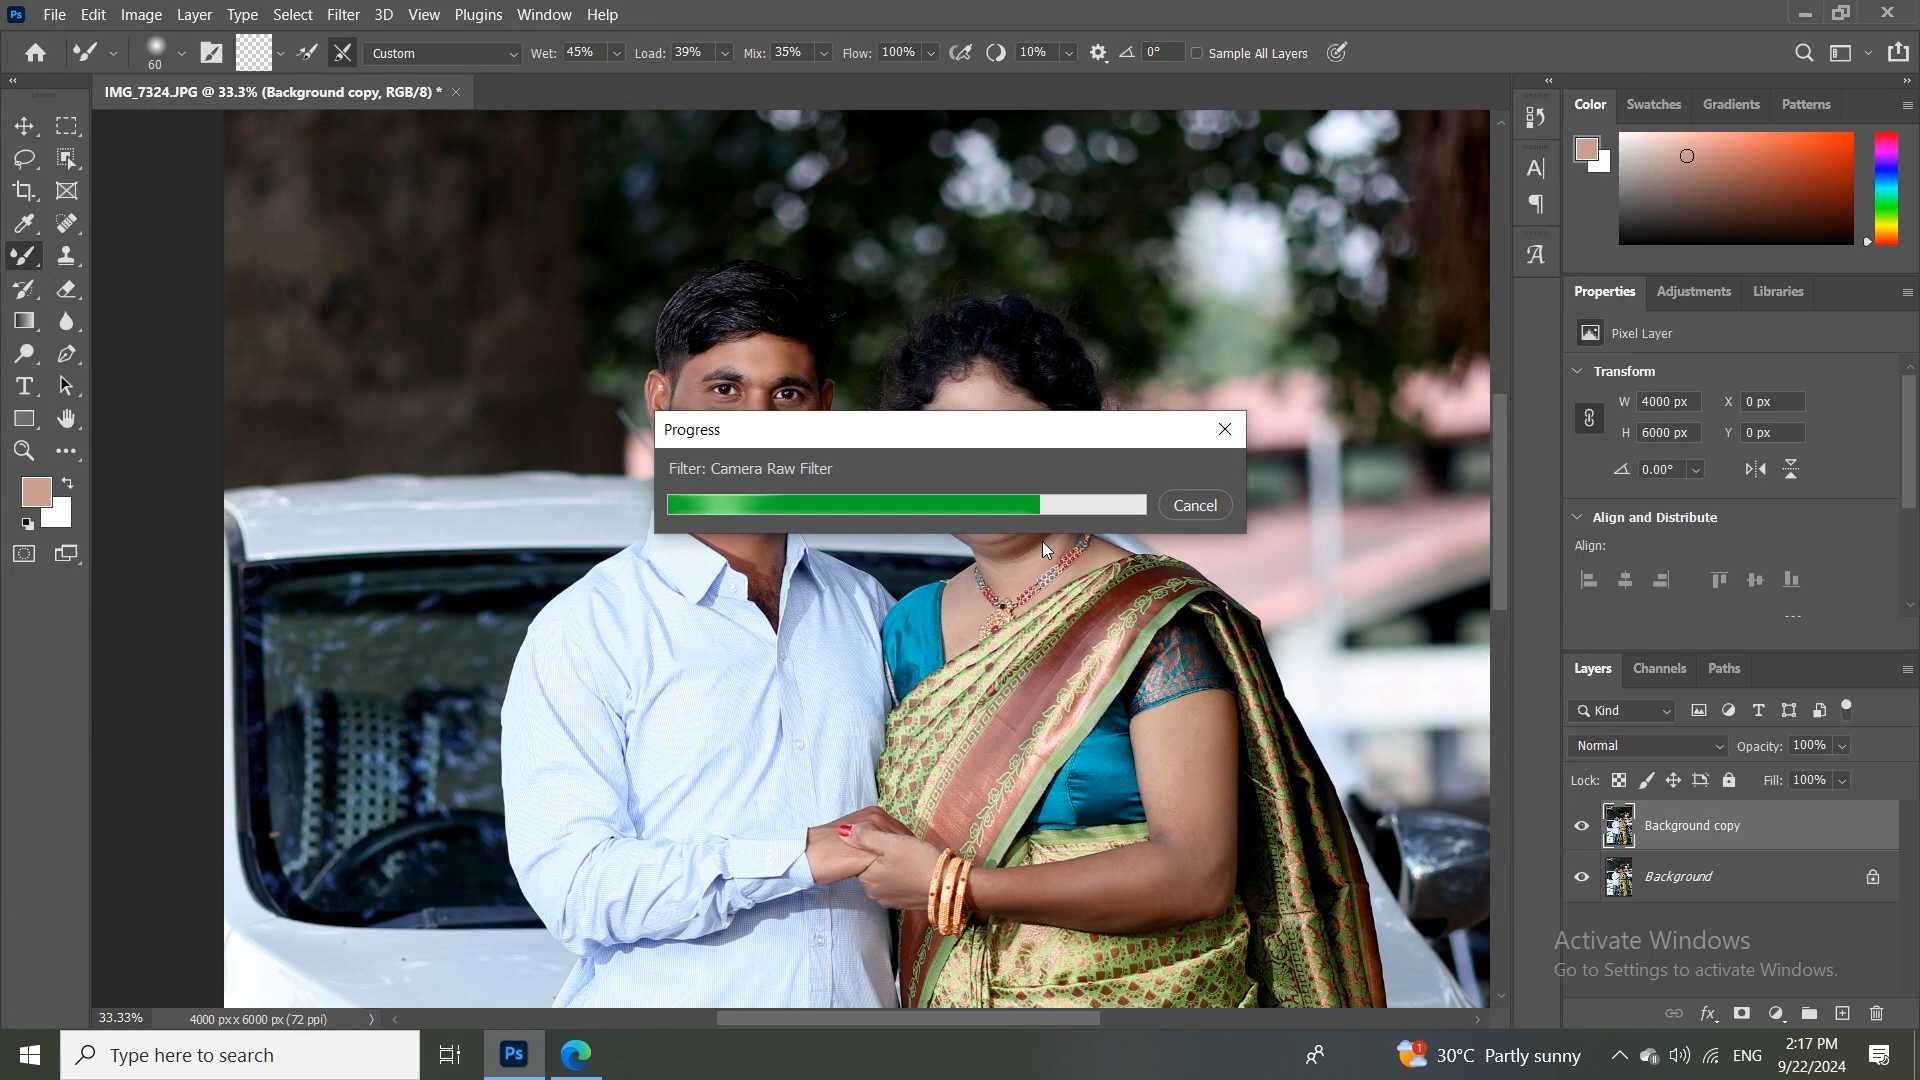 Ps File Edit Image Layer Type Select Filter 3D View Plugins Window Help
60 Custom Wet: 45% Load: 39% Mix: 35% Flow: 100% 10% 0° Sample All Layers
IMG_7324.JPG @ 33.3% (Background copy, RGB/8) *
Color Swatches Gradients Patterns
Properties Adjustments Libraries
Pixel Layer
Transform
W 4000 px X 0 px
H 6000 px Y 0 px
0.00°
Align and Distribute
Align:
Progress
Filter: Camera Raw Filter
Cancel
Layers Channels Paths
Kind
Normal Opacity: 100%
Lock: Fill: 100%
Background copy
Background
Activate Windows
Go to Settings to activate Windows.
33.33% 4000 px x 6000 px (72 ppi)
Type here to search
Ps
1 30°C Partly sunny
ENG
2:17 PM
9/22/2024